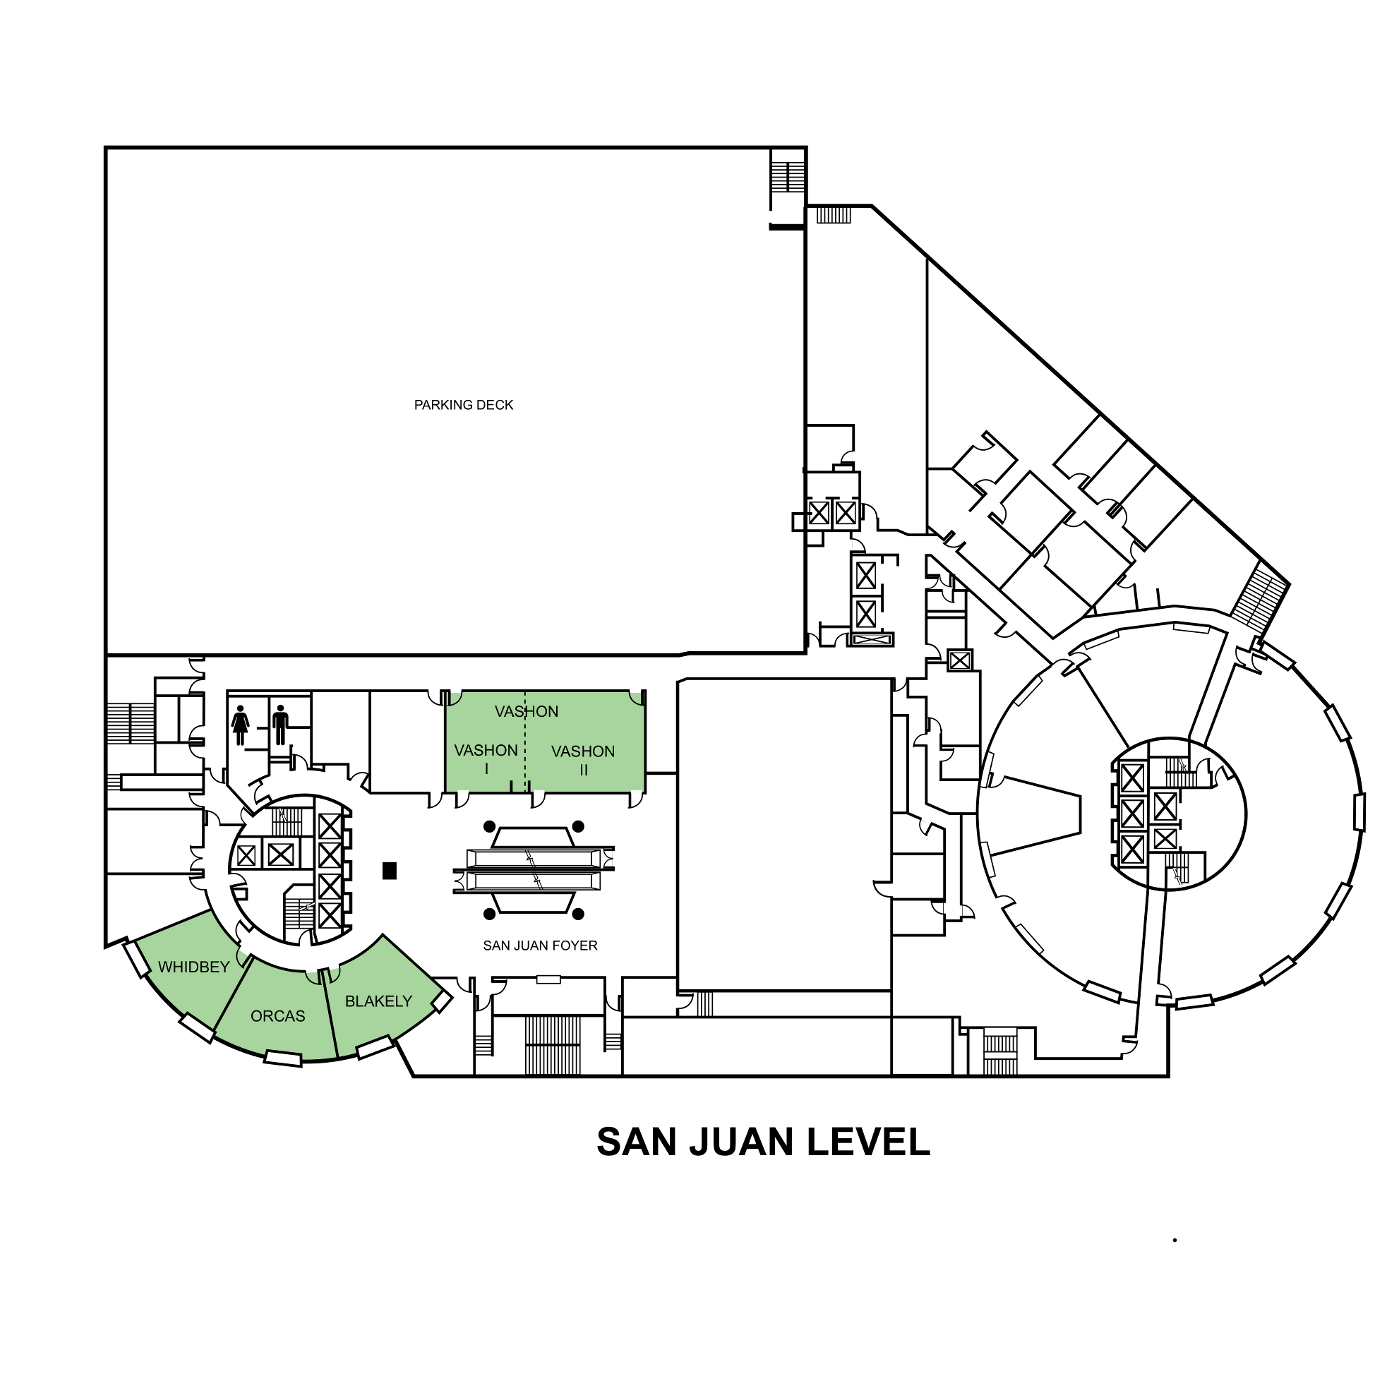 PARKING DECK
VASHON
VASHON
I
VASHON
II
SAN JUAN FOYER
WHIDBEY
ORCAS
BLAKELY
SAN JUAN LEVEL